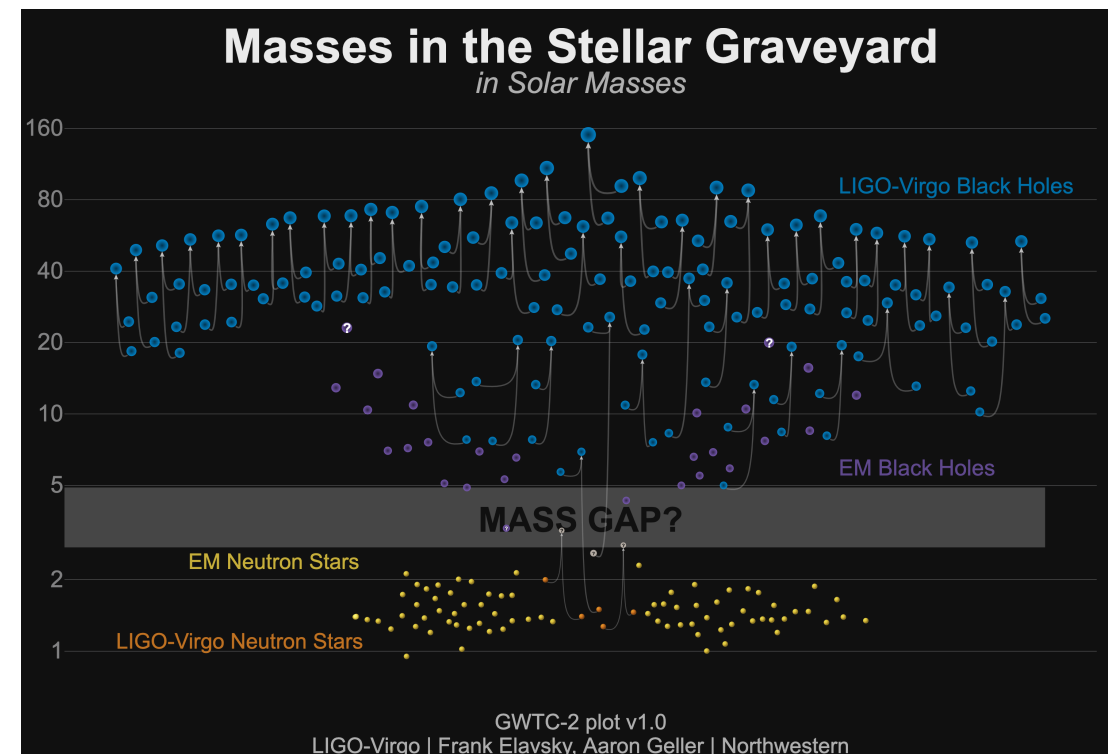 Masses in the Stellar Graveyard
in Solar Masses
160
80
LIGO-Virgo Black Holes
40
?
20
?
10
EM Black Holes
5
MASS GAP?
EM Neutron Stars
2
LIGO-Virgo Neutron Stars
1
GWTC-2 plot v1.0
LIGO-Virgo | Frank Elavsky, Aaron Geller | Northwestern